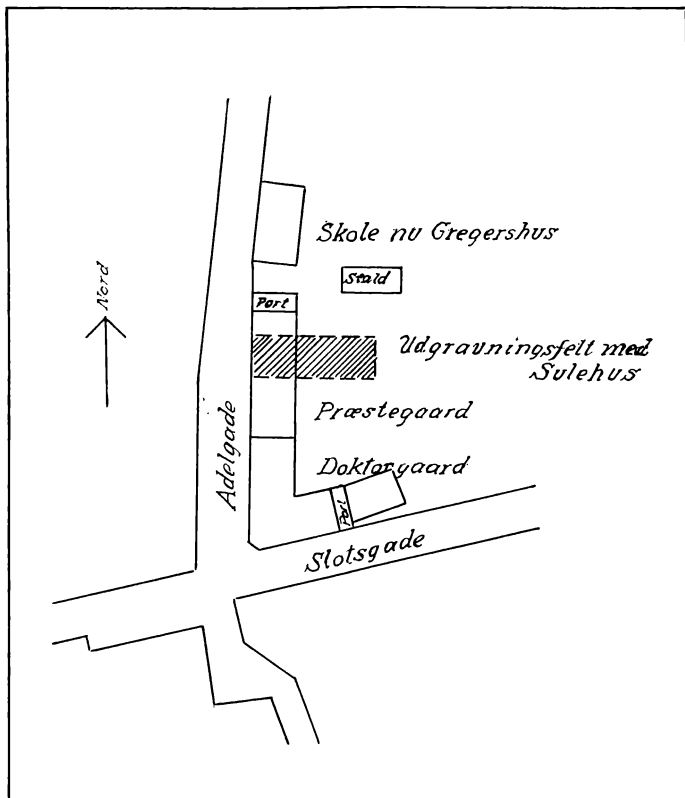 Skole nu Gregershus
Nord
Stald
Port
Udgravningsfelt med
Sulehus
Præstegaard
Adelgade
Doktorgaard
Port
Slotsgade